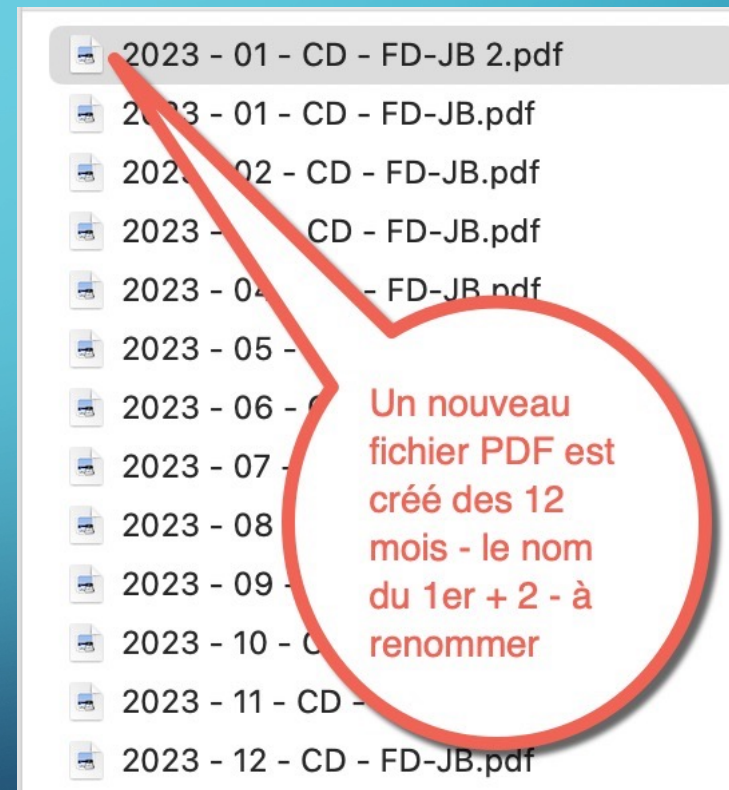 2023 - 01 - CD - FD-JB 2.pdf
2023 - 01 - CD - FD-JB.pdf
2023 - 02 - CD - FD-JB.pdf
2023 - CD - FD-JB.pdf
2023 - 04 - FD-JB.pdf
2023 - 05 -
2023 - 06 -
2023 - 07 -
2023 - 08
2023 - 09 -
2023 - 10 -
2023 - 11 - CD -
2023 - 12 - CD - FD-JB.pdf
Un nouveau
fichier PDF est
créé des 12
mois - le nom
du 1er + 2 - à
renommer